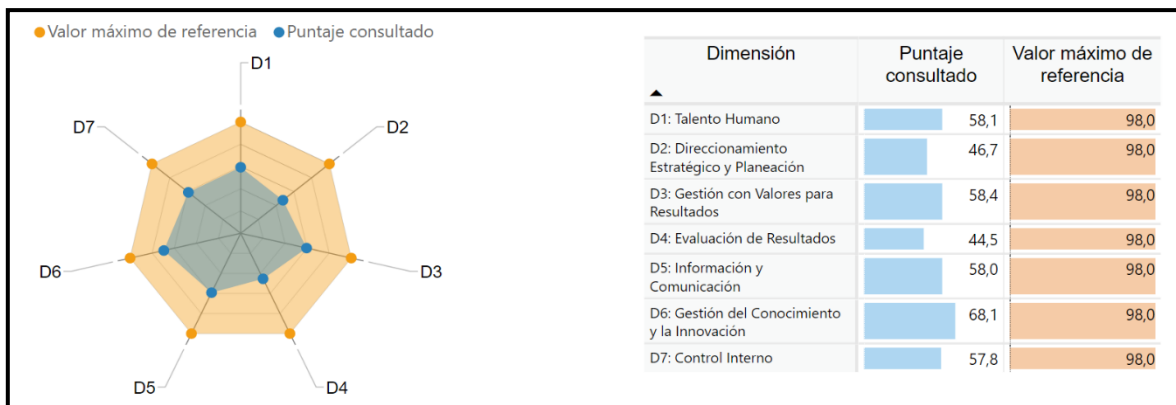 Valor máximo de referencia Puntaje consultado
D1
D7
D2
D6
D3
D5
D4
Dimensión Puntaje consultado Valor máximo de referencia
D1: Talento Humano 58,1 98,0
D2: Direccionamiento
Estratégico y Planeación 46,7 98,0
D3: Gestión con Valores para
Resultados 58,4 98,0
D4: Evaluación de Resultados 44,5 98,0
D5: Información y
Comunicación 58,0 98,0
D6: Gestión del Conocimiento
y la Innovación 68,1 98,0
D7: Control Interno 57,8 98,0